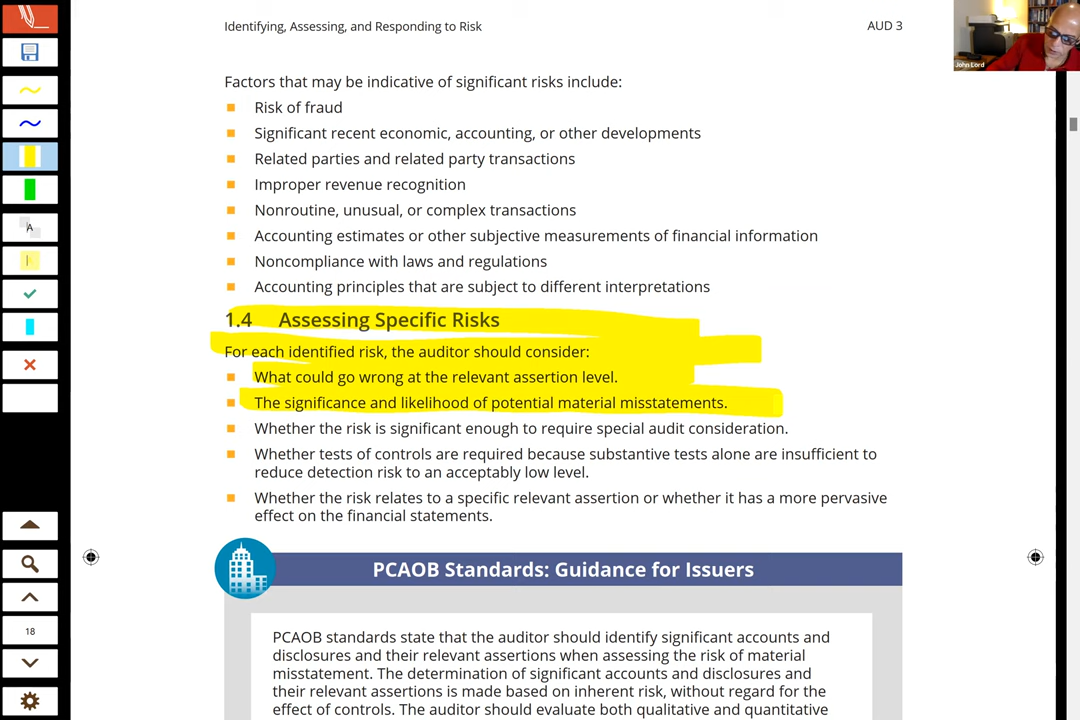 Identifying, Assessing, and Responding to Risk
AUD 3
John Lord
Factors that may be indicative of significant risks include:
Risk of fraud
Significant recent economic, accounting, or other developments
Related parties and related party transactions
Improper revenue recognition
Nonroutine, unusual, or complex transactions
Accounting estimates or other subjective measurements of financial information
Noncompliance with laws and regulations
Accounting principles that are subject to different interpretations
1.4 Assessing Specific Risks
For each identified risk, the auditor should consider:
What could go wrong at the relevant assertion level.
The significance and likelihood of potential material misstatements.
Whether the risk is significant enough to require special audit consideration.
Whether tests of controls are required because substantive tests alone are insufficient to
reduce detection risk to an acceptably low level.
Whether the risk relates to a specific relevant assertion or whether it has a more pervasive
effect on the financial statements.
PCAOB Standards: Guidance for Issuers
PCAOB standards state that the auditor should identify significant accounts and
disclosures and their relevant assertions when assessing the risk of material
misstatement. The determination of significant accounts and disclosures and
their relevant assertions is made based on inherent risk, without regard for the
effect of controls. The auditor should evaluate both qualitative and quantitative
A
18